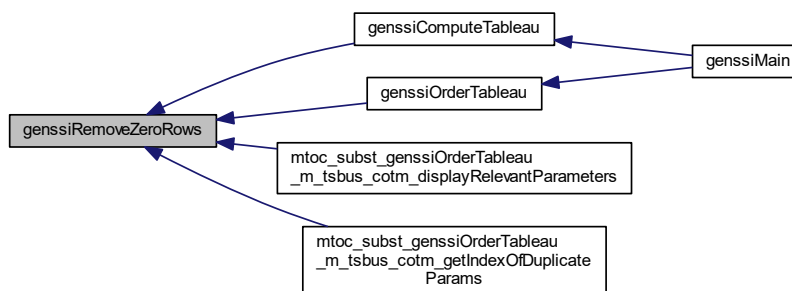 genssiComputeTableau
genssiMain
genssiOrderTableau
genssiRemoveZeroRows
mtoc_subst_genssiOrderTableau
_m_tsbus_cotm_displayRelevantParameters
mtoc_subst_genssiOrderTableau
_m_tsbus_cotm_getIndexOfDuplicate
Params